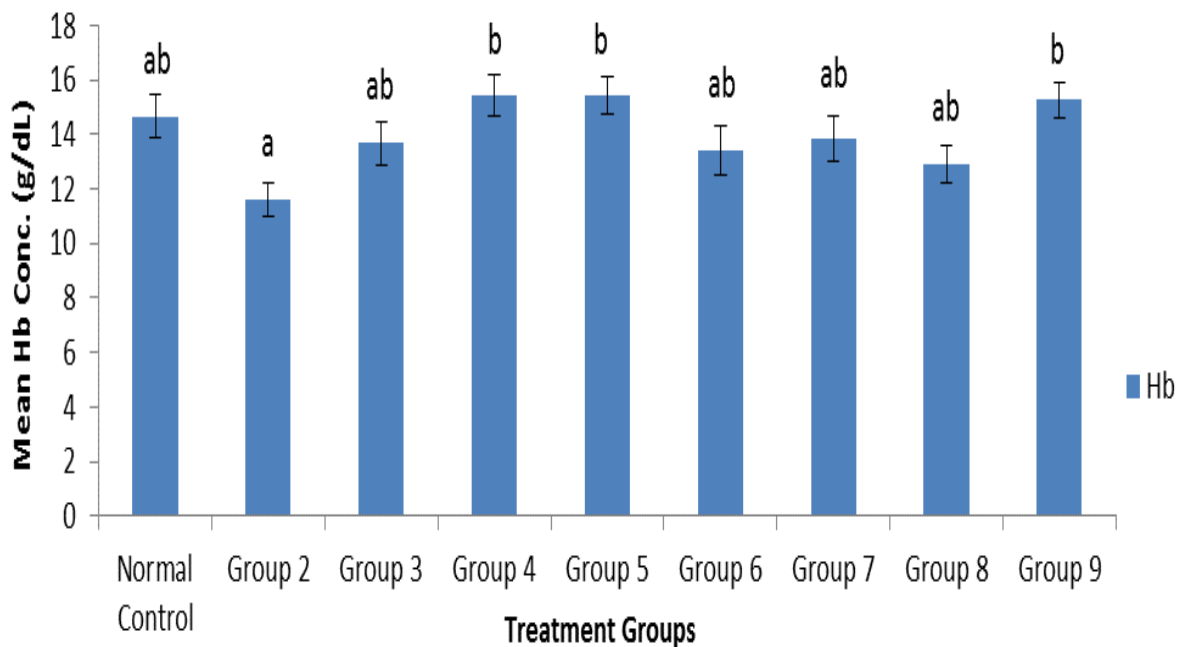 Mean Hb Conc. (g/dL)
18
16
14
12
10
8
6
4
2
0
ab
a
ab
b
b
ab
ab
ab
b
Hb
Normal Control
Group 2
Group 3
Group 4
Group 5
Group 6
Group 7
Group 8
Group 9
Treatment Groups